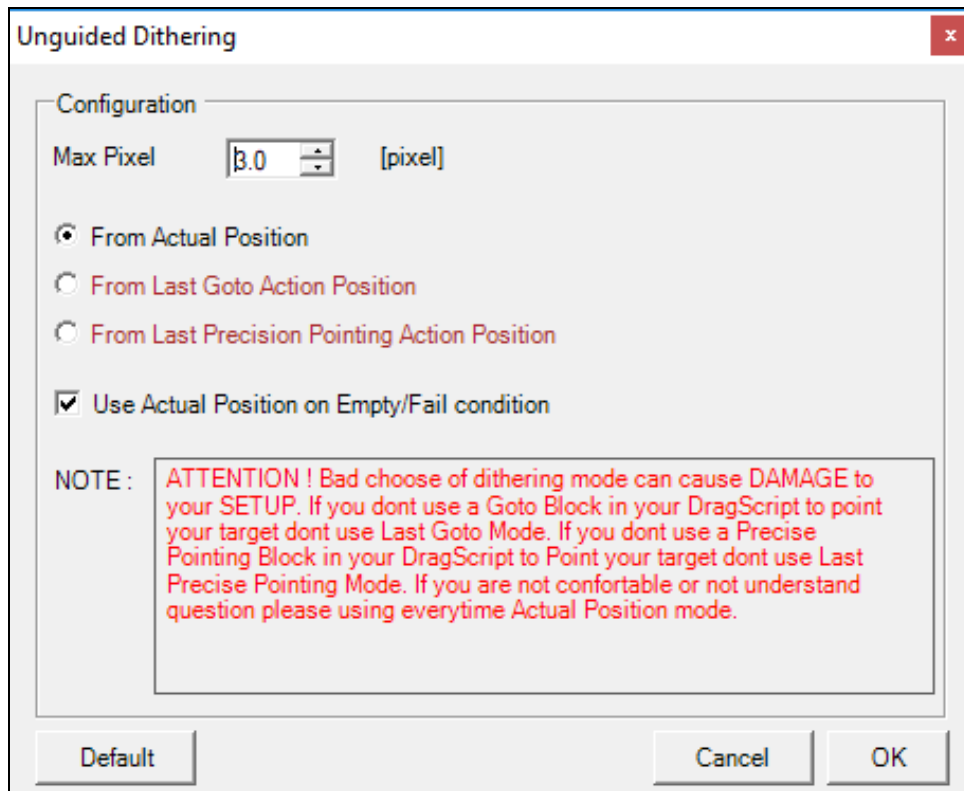 Unguided Dithering
x
Configuration
Max Pixel 3.0 [pixel]
From Actual Position
From Last Goto Action Position
From Last Precision Pointing Action Position
Use Actual Position on Empty/Fail condition
NOTE : ATTENTION ! Bad choose of dithering mode can cause DAMAGE to
your SETUP. If you dont use a Goto Block in your DragScript to point
your target dont use Last Goto Mode. If you dont use a Precise
Pointing Block in your DragScript to Point your target dont use Last
Precise Pointing Mode. If you are not confortable or not understand
question please using everytime Actual Position mode.
Default Cancel OK